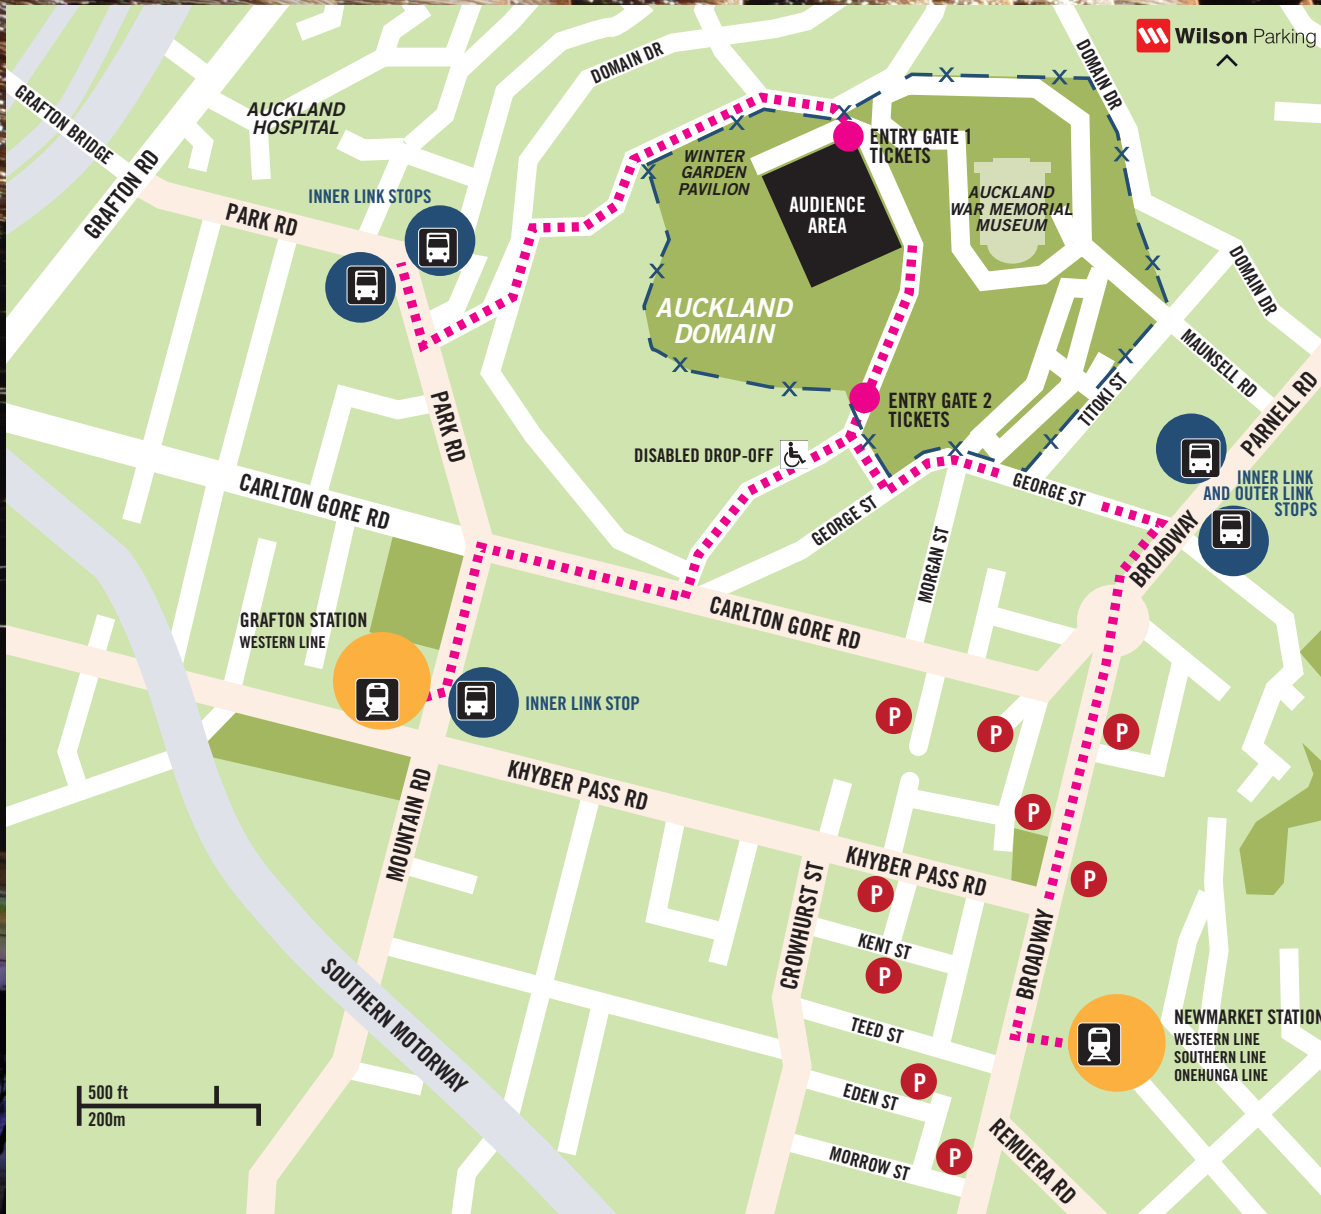 Wilson Parking
DOMAIN DR
DOMAIN DR
GRAFTON BRIDGE
AUCKLAND
HOSPITAL
ENTRY GATE 1
TICKETS
WINTER
GARDEN
PAVILION
GRAFTON RD
INNER LINK STOPS
AUDIENCE
AREA
AUCKLAND
WAR MEMORIAL
MUSEUM
PARK RD
DOMAIN DR
AUCKLAND
DOMAIN
MAUNSELL RD
PARNELL RD
TITOKI ST
PARK RD
ENTRY GATE 2
TICKETS
DISABLED DROP-OFF
INNER LINK
AND OUTER LINK
STOPS
CARLTON GORE RD
GEORGE ST
GEORGE ST
BROADWAY
MORGAN ST
GRAFTON STATION
WESTERN LINE
CARLTON GORE RD
INNER LINK STOP
P
P
P
KHYBER PASS RD
MOUNTAIN RD
P
KHYBER PASS RD
P
P
CROWHURST ST
KENT ST
P
BROADWAY
SOUTHERN MOTORWAY
TEED ST
NEWMARKET STATION
WESTERN LINE
SOUTHERN LINE
ONEHUNGA LINE
500 ft
200m
P
EDEN ST
MORROW ST
P
REMUERA RD
X
X
X
X
X
X
X
X
X
X
X
X
X
X